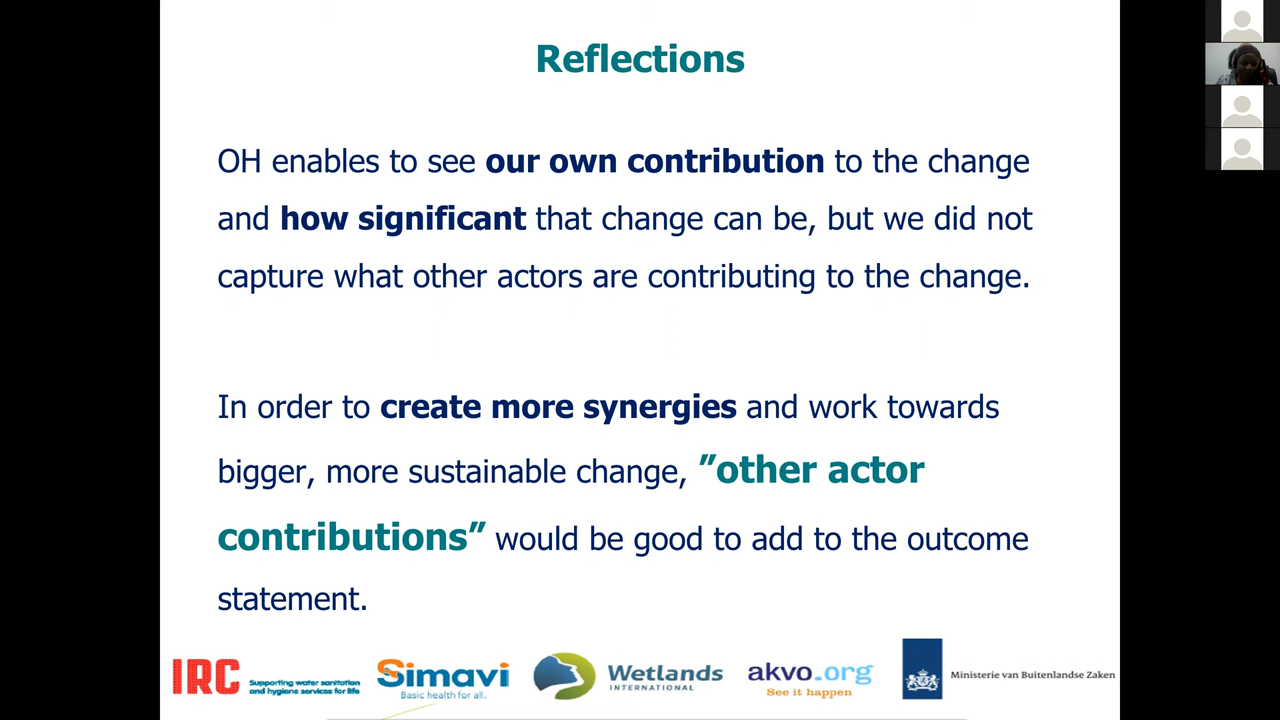 Reflections
OH enables to see our own contribution to the change
and how significant that change can be, but we did not
capture what other actors are contributing to the change.
In order to create more synergies and work towards
bigger, more sustainable change, ”other actor
contributions” would be good to add to the outcome
statement.
IRC Supporting water sanitation
and hygiene services for life
Simavi
Basic health for all.
Wetlands
INTERNATIONAL
akvo.org
See it happen
Ministerie van Buitenlandse Zaken